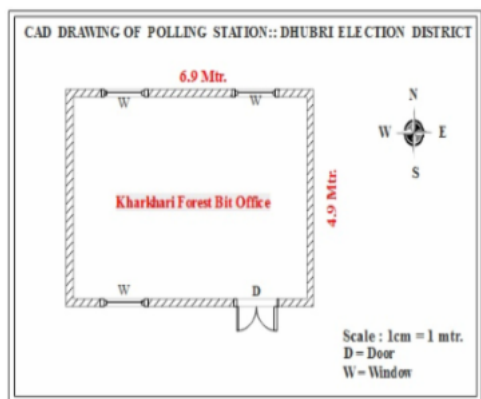 CAD DRAWING OF POLLING STATION:: DHUBRI ELECTION DISTRICT
6.9 Mtr.
W W
N
W E
S
Kharkhari Forest Bit Office
4.9 Mtr.
W D
Scale : 1cm = 1 mtr.
D = Door
W = Window